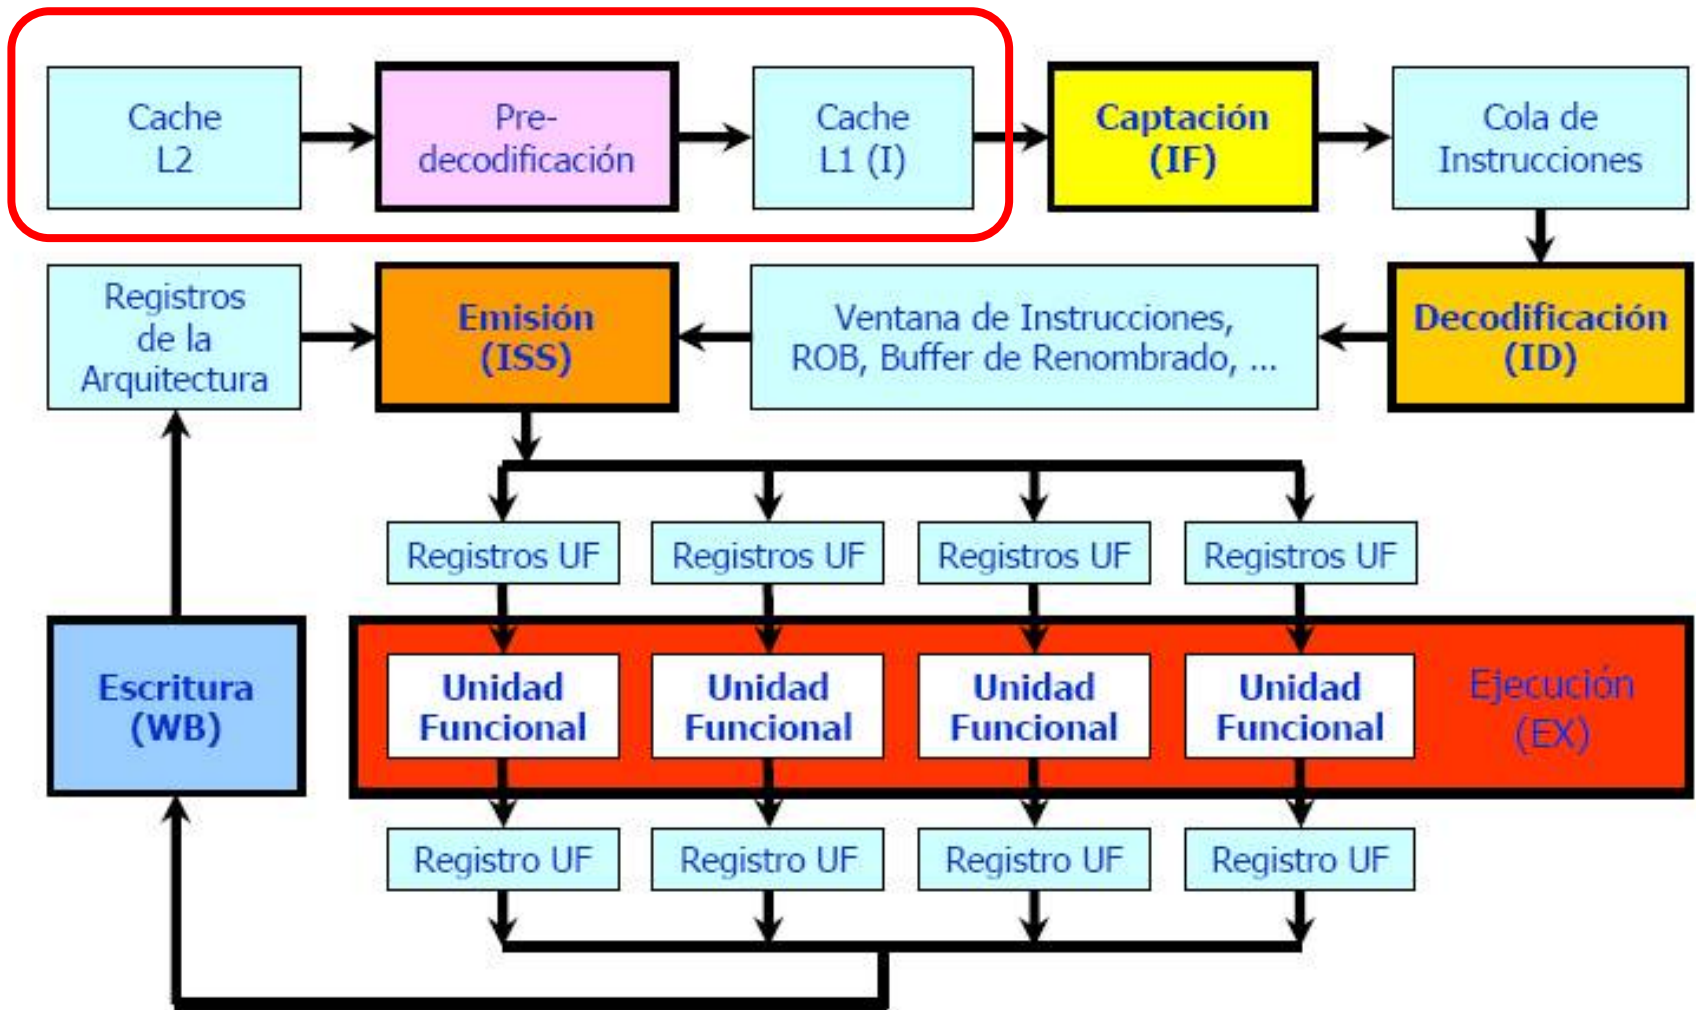 Cache
L2
Pre-
decodificación
Cache
L1 (I)
Captación
(IF)
Cola de
Instrucciones
Registros
de la
Arquitectura
Emisión
(ISS)
Ventana de Instrucciones,
ROB, Buffer de Renombrado, ...
Decodificación
(ID)
Registros UF
Registros UF
Registros UF
Registros UF
Escritura
(WB)
Unidad
Funcional
Unidad
Funcional
Unidad
Funcional
Unidad
Funcional
Ejecución
(EX)
Registro UF
Registro UF
Registro UF
Registro UF